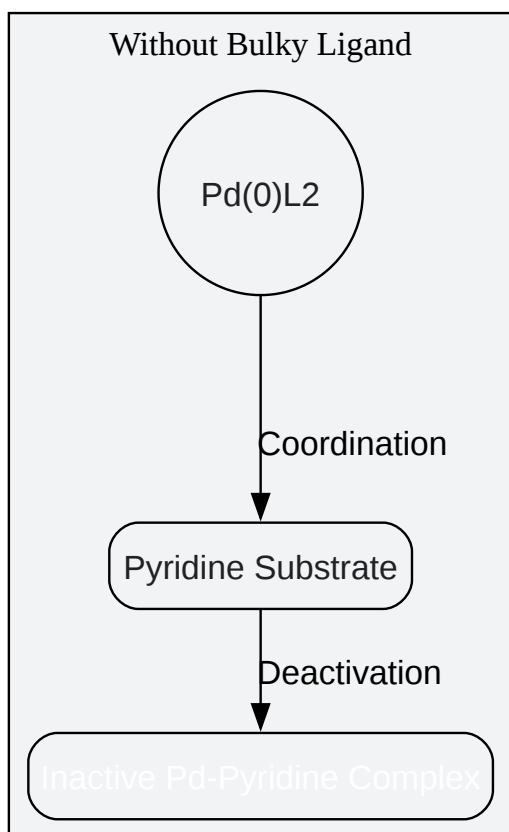 Without Bulky Ligand
Pd(0)L2
Coordination
Pyridine Substrate
Deactivation
Inactive Pd-Pyridine Complex